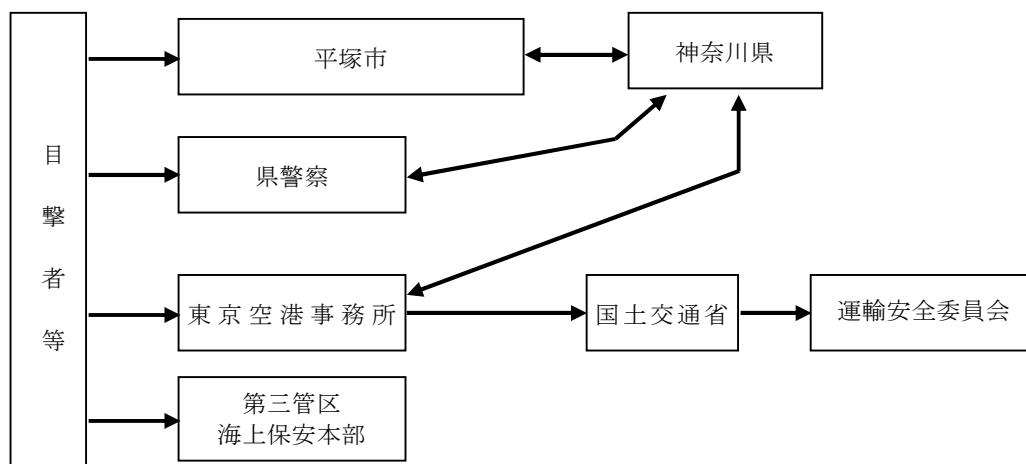 目撃者等
平塚市
神奈川県
県警察
東京空港事務所
国土交通省
運輸安全委員会
第三管区
海上保安本部